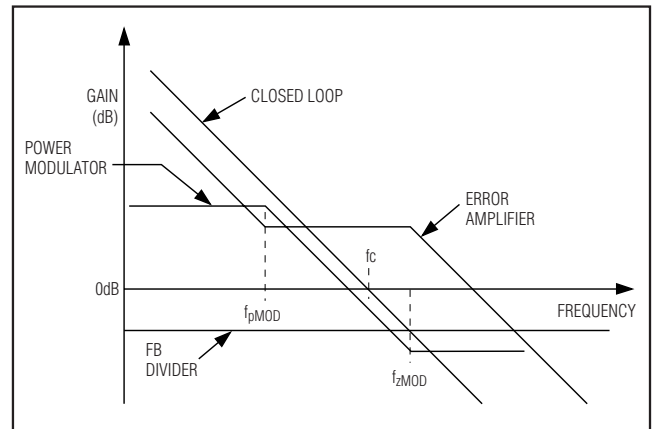 GAIN
(dB)
CLOSED LOOP
POWER
MODULATOR
ERROR
AMPLIFIER
fC
0dB
fpMOD
FREQUENCY
FB
DIVIDER
fzMOD